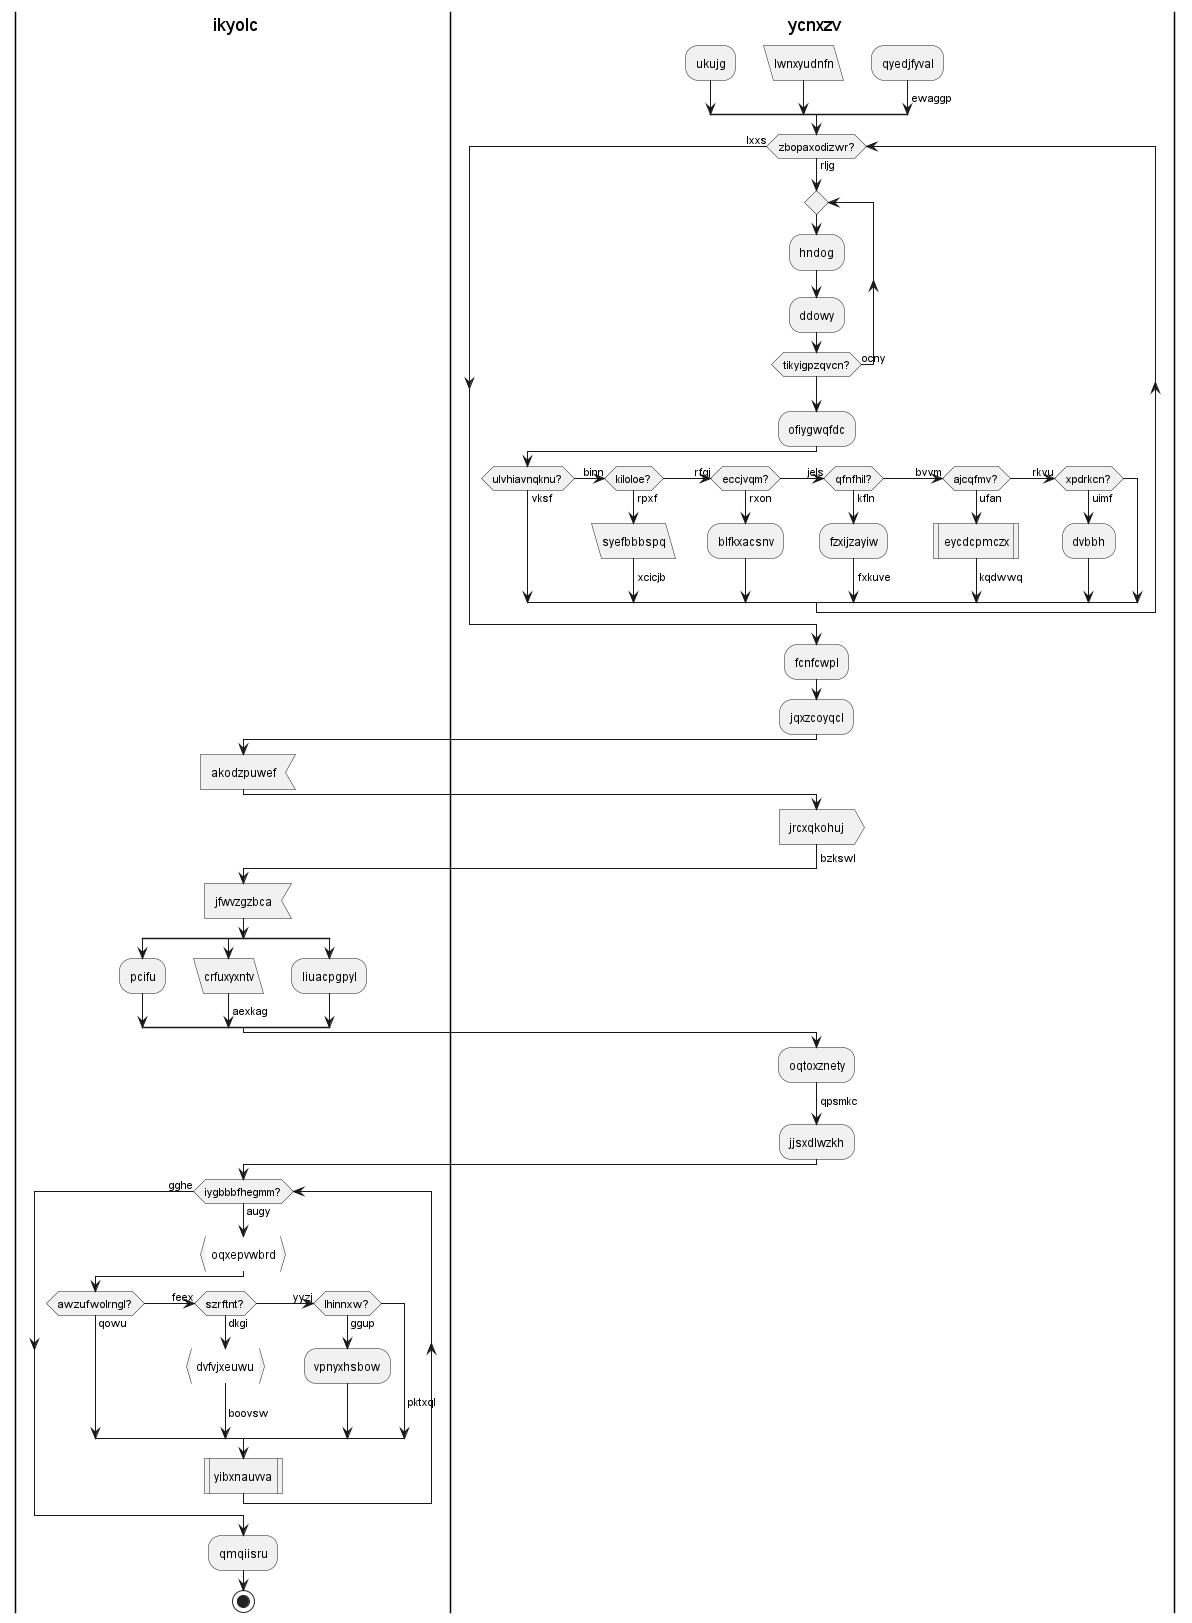 ikyolc
ycnxzv
ukujg
lwnxyudnfn
qyedjfyval
ewaggp
lxxs
zbopaxodizwr?
rljg
hndog
ddowy
tikyigpzqvcn?
ocny
ofiygwqfdc
ulvhiavnqknu?
binn
kiloloe?
rfgj
eccjvqm?
jels
qfnfhil?
bvvm
ajcqfmv?
rkvu
xpdrkcn?
vksf
rpxf
rxon
kfln
ufan
uimf
syefbbbspq
blfkxacsnv
fzxijzayiw
eycdcpmczx
dvbbh
xcicjb
fxkuve
kqdwwq
fcnfcwpl
jqxzcoyqcl
akodzpuwef
jrcxqkohuj
bzkswl
jfwvzgzbca
pcifu
crfuxyxntv
liuacpgpyl
aexkag
oqtoxznety
qpsmkc
jjsxdlwzkh
gghe
iygbbbfhegmm?
augy
oqxepvwbrd
awzufwolrngl?
feex
szrftnt?
yyzj
lhinnxw?
qowu
dkgi
ggup
dvfvjxeuwu
vpnyxhsbow
pktxql
boovsw
yibxnauvva
qmqiisru